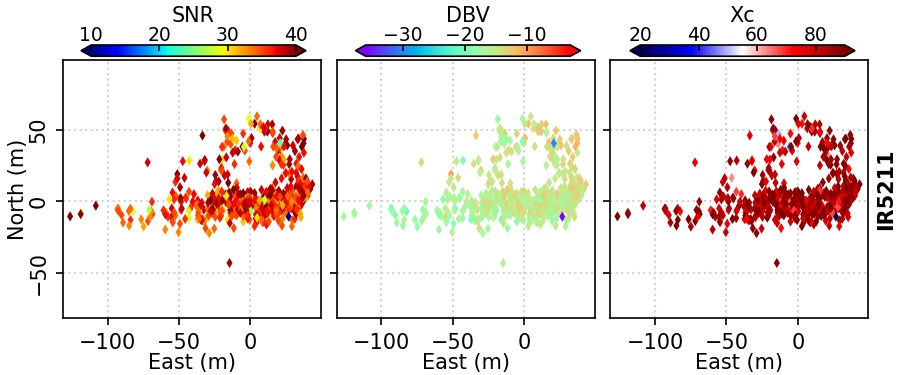 SNR DBV Xc
10 20 30 40 −30 −20 −10 20 40 60 80
50
0
−50
North (m)
IR5211
−100 −50 0 −100 −50 0 −100 −50 0
East (m) East (m) East (m)